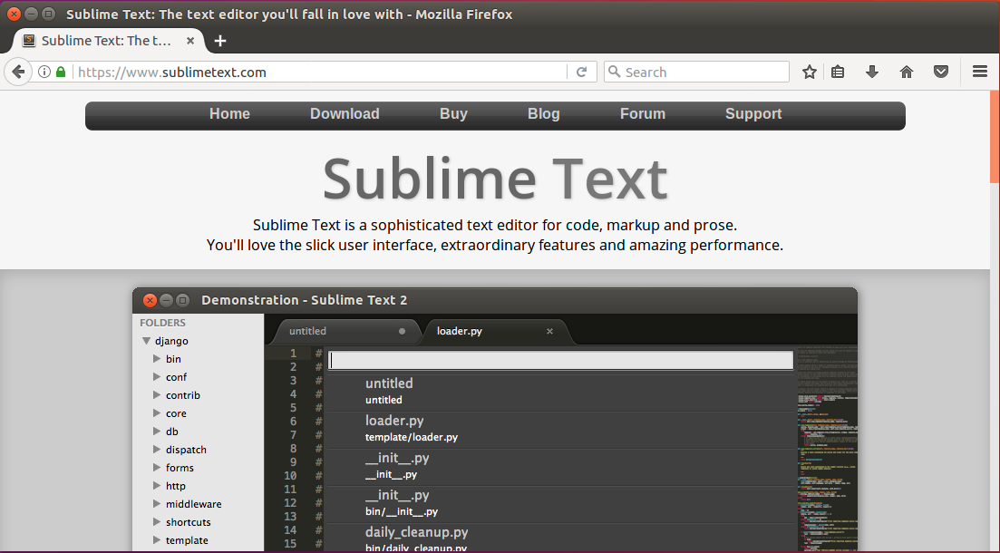 Sublime Text: The text editor you'll fall in love with - Mozilla Firefox
Sublime Text: The t...
https://www.sublimetext.com
Search
Home Download Buy Blog Forum Support
Sublime Text
Sublime Text is a sophisticated text editor for code, markup and prose.
You'll love the slick user interface, extraordinary features and amazing performance.
Demonstration - Sublime Text 2
FOLDERS
django
bin
conf
contrib
core
db
dispatch
forms
http
middleware
shortcuts
template
untitled loader.py
1 #
2 #
3 #
4 #
5 #
6 #
7 #
8 #
9 #
10 #
11 #
12 #
13 #
14 #
15 #
untitled
untitled
loader.py
template/loader.py
__init__.py
__init__.py
__init__.py
bin/__init__.py
daily_cleanup.py
bin/daily_cleanup.py